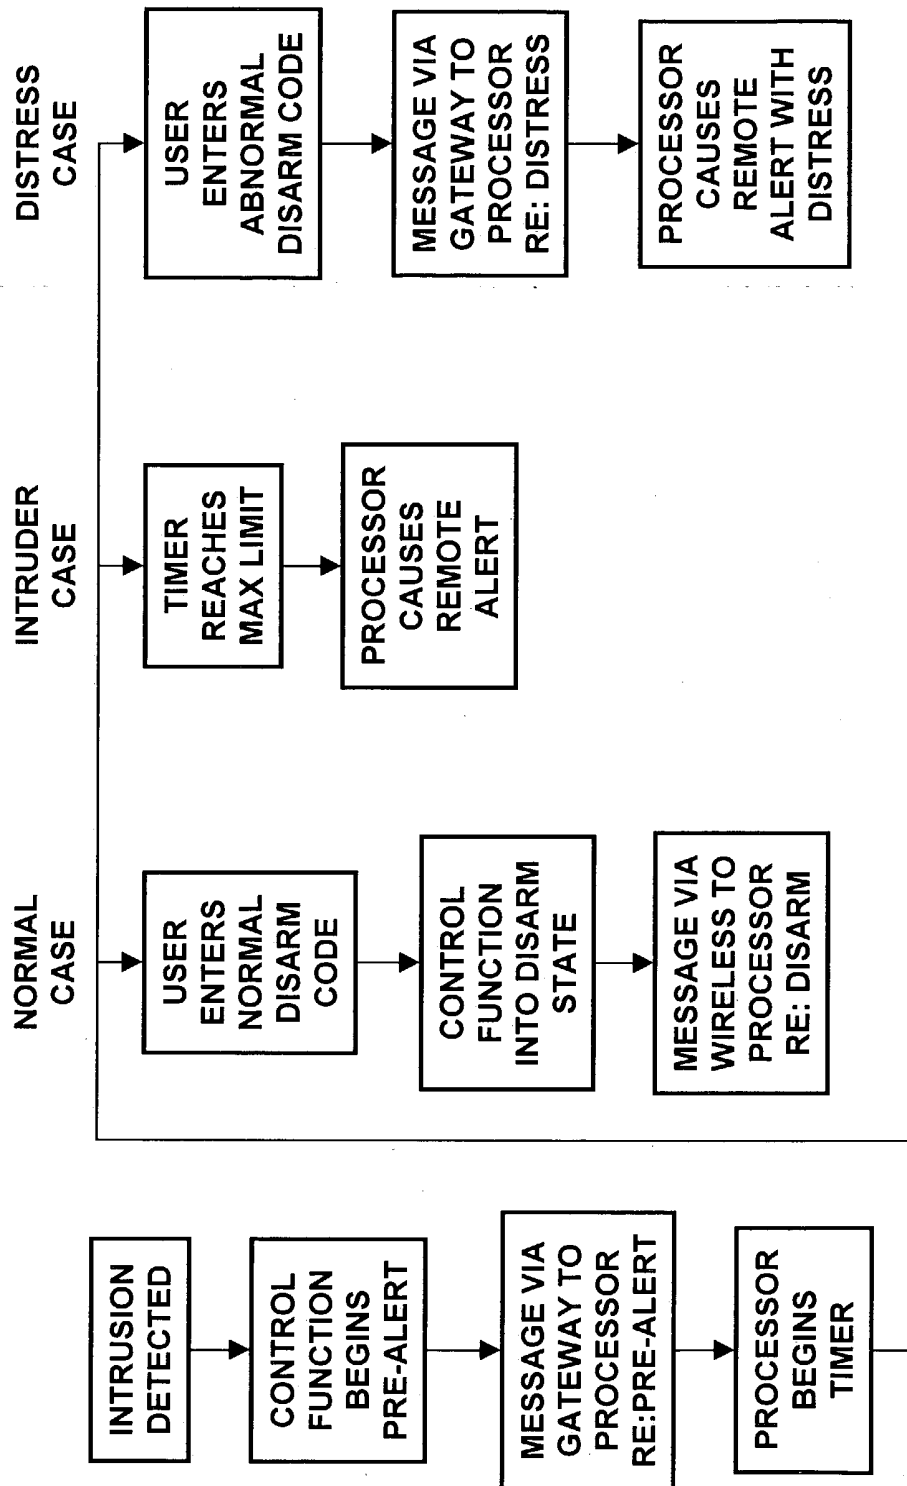 INTRUSION
DETECTED
CONTROL
FUNCTION
BEGINS
PRE-ALERT
MESSAGE VIA
GATEWAY TO
PROCESSOR
RE:PRE-ALERT
PROCESSOR
BEGINS
TIMER
NORMAL
CASE
USER
ENTERS
NORMAL
DISARM
CODE
CONTROL
FUNCTION
INTO DISARM
STATE
MESSAGE VIA
WIRELESS TO
PROCESSOR
RE: DISARM
INTRUDER
CASE
TIMER
REACHES
MAX LIMIT
PROCESSOR
CAUSES
REMOTE
ALERT
DISTRESS
CASE
USER
ENTERS
ABNORMAL
DISARM CODE
MESSAGE VIA
GATEWAY TO
PROCESSOR
RE: DISTRESS
PROCESSOR
CAUSES
REMOTE
ALERT WITH
DISTRESS